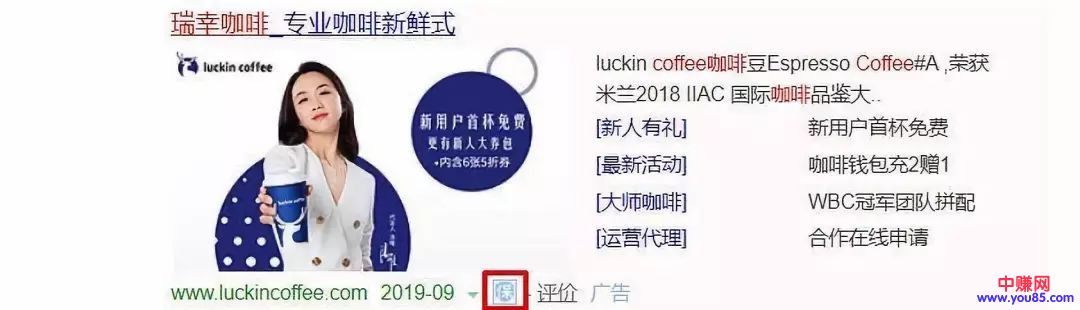 瑞幸咖啡_专业咖啡新鲜式
luckin coffee
新用户首杯免费
更有新人大券包
+内含6张5折券
luckin coffee
luckin coffee咖啡豆Espresso Coffee#A ,荣获
米兰2018 IIAC 国际咖啡品鉴大..
[新人有礼] 新用户首杯免费
[最新活动] 咖啡钱包充2赠1
[大师咖啡] WBC冠军团队拼配
[运营代理] 合作在线申请
www.luckincoffee.com 2019-09 保 评价 广告
中赚网
www.you85.com